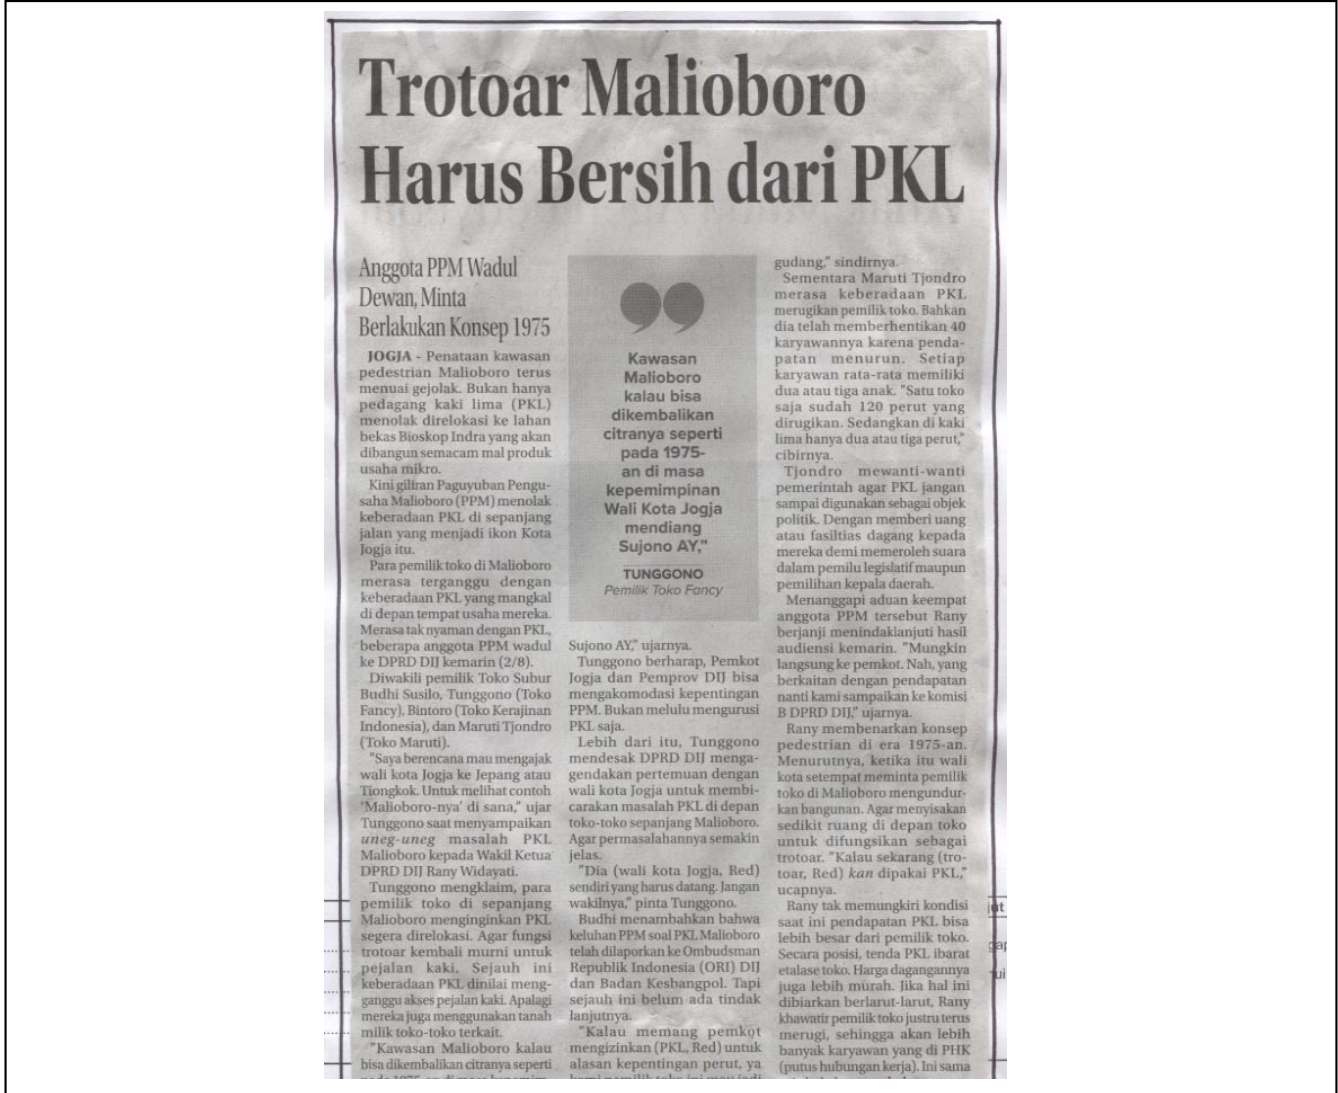 Trotoar Malioboro
Harus Bersih dari PKL
Anggota PPM Wadul
Dewan, Minta
Berlakukan Konsep 1975
JOGJA - Penataan kawasan
pedestrian Malioboro terus
menuai gejolak. Bukan hanya
pedagang kaki lima (PKL)
menolak direlokasi ke lahan
bekas Bioskop Indra yang akan
dibangun semacam mal produk
usaha mikro.
Kini giliran Paguyuban Pengu-
saha Malioboro (PPM) menolak
keberadaan PKL di sepanjang
jalan yang menjadi ikon Kota
Jogja itu.
Para pemilik toko di Malioboro
merasa terganggu dengan
keberadaan PKL yang mangkal
di depan tempat usaha mereka.
Merasa tak nyaman dengan PKL,
beberapa anggota PPM wadul
ke DPRD DIJ kemarin (2/8).
Diwakili pemilik Toko Subur
Budhi Susilo, Tunggono (Toko
Fancy), Bintoro (Toko Kerajinan
Indonesia), dan Maruti Tjondro
(Toko Maruti).
"Saya berencana mau mengajak
wali kota Jogja ke Jepang atau
Tiongkok. Untuk melihat contoh
'Malioboro-nya' di sana," ujar
Tunggono saat menyampaikan
uneg-uneg masalah PKL
Malioboro kepada Wakil Ketua
DPRD DIJ Rany Widayati.
Tunggono mengklaim, para
pemilik toko di sepanjang
Malioboro menginginkan PKL
segera direlokasi. Agar fungsi
trotoar kembali murni untuk
pejalan kaki. Sejauh ini
keberadaan PKL dinilai meng-
ganggu akses pejalan kaki. Apalagi
mereka juga menggunakan tanah
milik toko-toko terkait.
"Kawasan Malioboro kalau
bisa dikembalikan citranya seperti
Kawasan
Malioboro
kalau bisa
dikembalikan
citranya seperti
pada 1975-
an di masa
kepemimpinan
Wali Kota Jogja
mendiang
Sujono AY,"
TUNGGONO
Pemilik Toko Fancy
Sujono AY," ujarnya.
Tunggono berharap, Pemkot
Jogja dan Pemprov DIJ bisa
mengakomodasi kepentingan
PPM. Bukan melulu mengurusi
PKL saja.
Lebih dari itu, Tunggono
mendesak DPRD DIJ menga-
gendakan pertemuan dengan
wali kota Jogja untuk membi-
carakan masalah PKL di depan
toko-toko sepanjang Malioboro.
Agar permasalahannya semakin
jelas.
"Dia (wali kota Jogja, Red)
sendiri yang harus datang. Jangan
wakilnya," pinta Tunggono.
Budhi menambahkan bahwa
keluhan PPM soal PKL Malioboro
telah dilaporkan ke Ombudsman
Republik Indonesia (ORI) DIJ
dan Badan Kesbangpol. Tapi
sejauh ini belum ada tindak
lanjutnya.
"Kalau memang pemkot
mengizinkan (PKL, Red) untuk
alasan kepentingan perut, ya
gudang," sindirnya.
Sementara Maruti Tjondro
merasa keberadaan PKL
merugikan pemilik toko. Bahkan
dia telah memberhentikan 40
karyawannya karena penda-
patan menurun. Setiap
karyawan rata-rata memiliki
dua atau tiga anak. "Satu toko
saja sudah 120 perut yang
dirugikan. Sedangkan di kaki
lima hanya dua atau tiga perut,"
cibirnya.
Tjondro mewanti-wanti
pemerintah agar PKL jangan
sampai digunakan sebagai objek
politik. Dengan memberi uang
atau fasiltias dagang kepada
mereka demi memeroleh suara
dalam pemilu legislatif maupun
pemilihan kepala daerah.
Menanggapi aduan keempat
anggota PPM tersebut Rany
berjanji menindaklanjuti hasil
audiensi kemarin. "Mungkin
langsung ke pemkot. Nah, yang
berkaitan dengan pendapatan
nanti kami sampaikan ke komisi
B DPRD DIJ," ujarnya.
Rany membenarkan konsep
pedestrian di era 1975-an.
Menurutnya, ketika itu wali
kota setempat meminta pemilik
toko di Malioboro mengundur-
kan bangunan. Agar menyisakan
sedikit ruang di depan toko
untuk difungsikan sebagai
trotoar. "Kalau sekarang (tro-
toar, Red) kan dipakai PKL,"
ucapnya.
Rany tak memungkiri kondisi
saat ini pendapatan PKL bisa
lebih besar dari pemilik toko.
Secara posisi, tenda PKL ibarat
etalase toko. Harga dagangannya
juga lebih murah. Jika hal ini
dibiarkan berlarut-larut, Rany
khawatir pemilik toko justru terus
merugi, sehingga akan lebih
banyak karyawan yang di PHK
(putus hubungan kerja). Ini sama